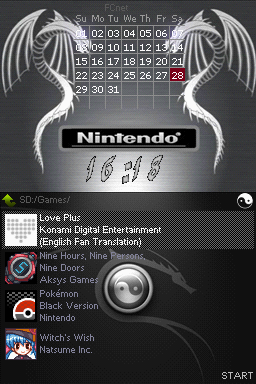 FCnet
Su Mo Tu We Th Fr Sa
01 02 03 04 05 06 07
08 09 10 11 12 13 14
15 16 17 18 19 20 21
22 23 24 25 26 27 28
29 30 31
Nintendo
16:18
SD:/Games/
Love Plus
Konami Digital Entertainment
(English Fan Translation)
Nine Hours, Nine Persons,
Nine Doors
Aksys Games
Pokémon
Black Version
Nintendo
Witch's Wish
Natsume Inc.
START